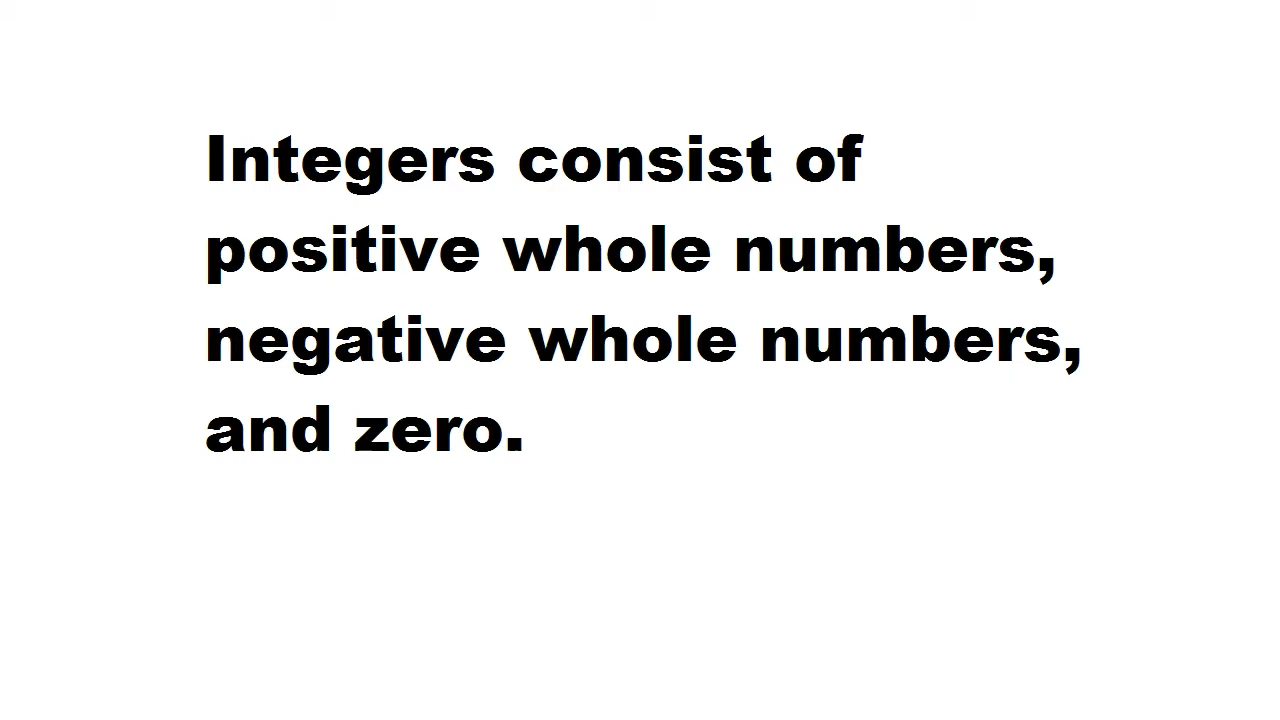 Integers consist of
positive whole numbers,
negative whole numbers,
and zero.